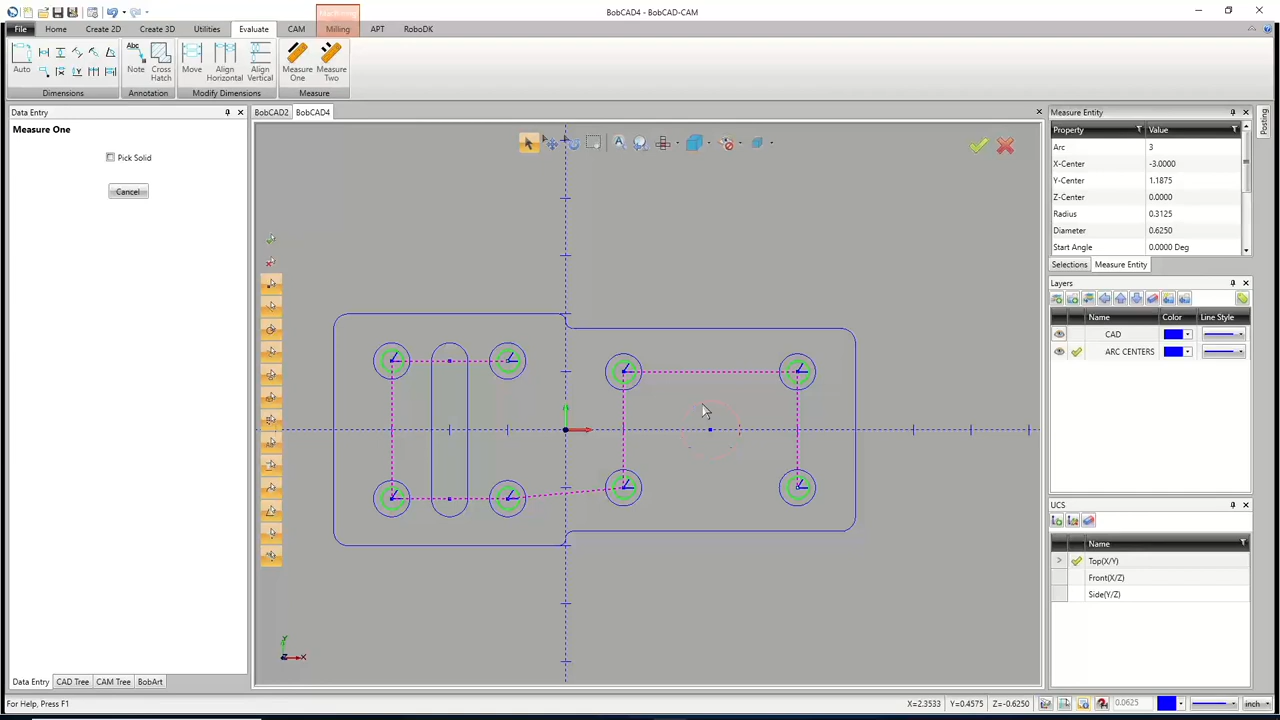 BobCAD4 - BobCAD-CAM
File
Home
Create 2D
Create 3D
Utilities
Evaluate
CAM
Milling
APT
RoboDK
Auto
Abc
Note
Cross
Hatch
Move
Align
Horizontal
Align
Vertical
Measure
One
Measure
Two
Dimensions
Annotation
Modify Dimensions
Measure
Data Entry
BobCAD2
BobCAD4
Measure One
Pick Solid
Cancel
Measure Entity
Property Value
Arc 3
X-Center -3.0000
Y-Center 1.1875
Z-Center 0.0000
Radius 0.3125
Diameter 0.6250
Start Angle 0.0000 Deg
Selections
Measure Entity
Posting
Layers
Name Color Line Style
CAD
ARC CENTERS
UCS
Name
Top(X/Y)
Front(X/Z)
Side(Y/Z)
Y
Z
X
Data Entry
CAD Tree
CAM Tree
BobArt
For Help, Press F1
X=2.3533 Y=0.4575 Z=-0.6250
0.0625
inch